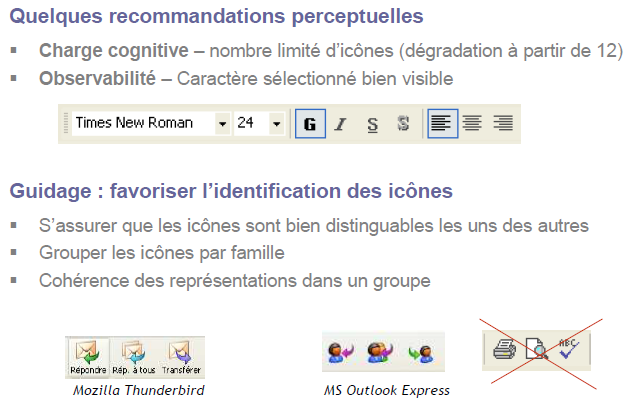 Quelques recommandations perceptuelles
▪ Charge cognitive – nombre limité d'icônes (dégradation à partir de 12)
▪ Observabilité – Caractère sélectionné bien visible
Times New Roman 24 G I S S
Guidage : favoriser l'identification des icônes
▪ S'assurer que les icônes sont bien distinguables les uns des autres
▪ Grouper les icônes par famille
▪ Cohérence des représentations dans un groupe
Répondre Rép. à tous Transférer
ABC
Mozilla Thunderbird
MS Outlook Express